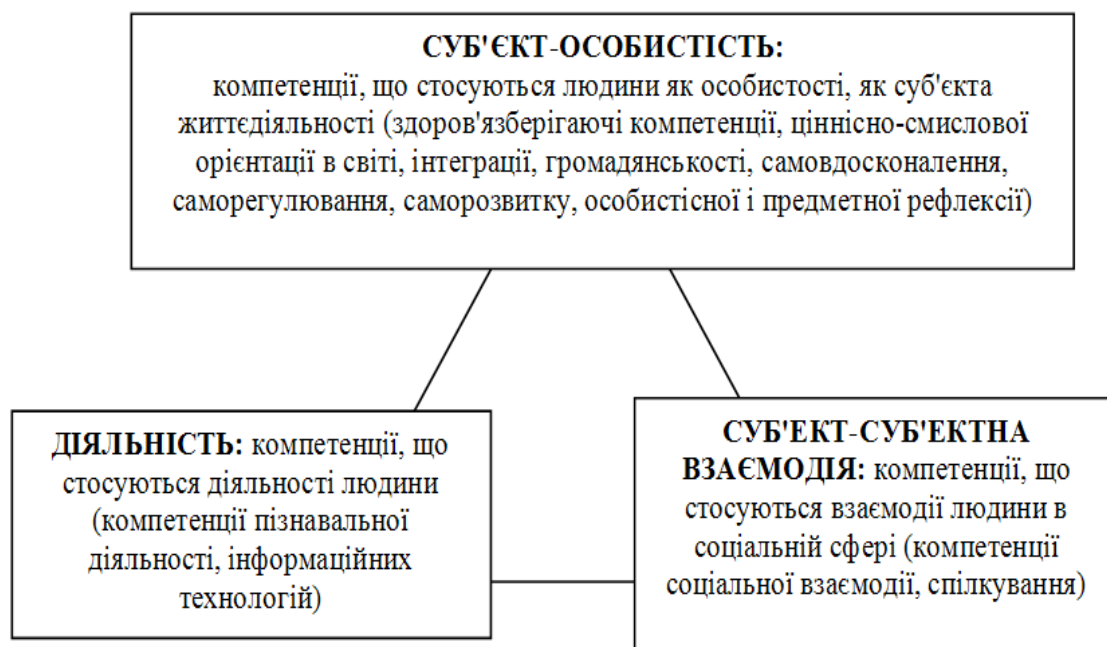 СУБ'ЄКТ-ОСОБИСТІСТЬ:
компетенції, що стосуються людини як особистості, як суб'єкта
життєдіяльності (здоров'язберігаючі компетенції, ціннісно-смислової
орієнтації в світі, інтеграції, громадянськості, самовдосконалення,
саморегулювання, саморозвитку, особистісної і предметної рефлексії)
ДІЯЛЬНІСТЬ: компетенції, що
стосуються діяльності людини
(компетенції пізнавальної
діяльності, інформаційних
технологій)
СУБ'ЕКТ-СУБ'ЕКТНА
ВЗАЄМОДІЯ: компетенції, що
стосуються взаємодії людини в
соціальній сфері (компетенції
соціальної взаємодії, спілкування)